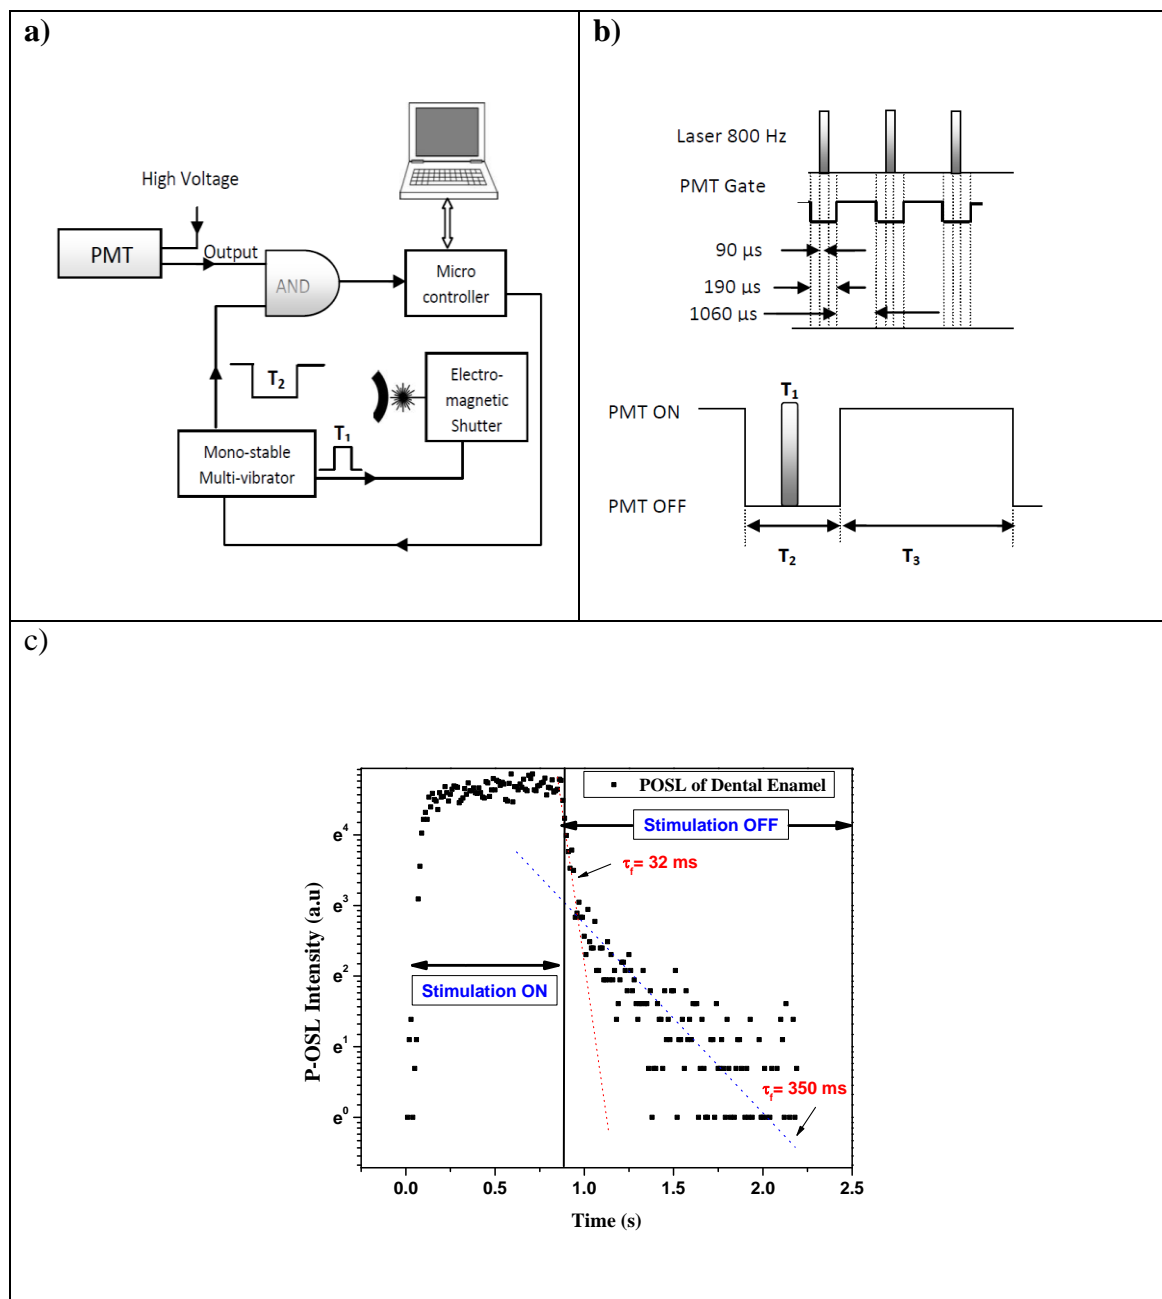 a)
High Voltage
PMT
Output
AND
Micro
controller
T2
Electro-
magnetic
Shutter
T1
Mono-stable
Multi-vibrator
b)
Laser 800 Hz
PMT Gate
90 µs
190 µs
1060 µs
PMT ON
T1
PMT OFF
T2
T3
c)
POSL of Dental Enamel
Stimulation OFF
τf= 32 ms
Stimulation ON
τf= 350 ms
P-OSL Intensity (a.u)
e4
e3
e2
e1
e0
0.0 0.5 1.0 1.5 2.0 2.5
Time (s)